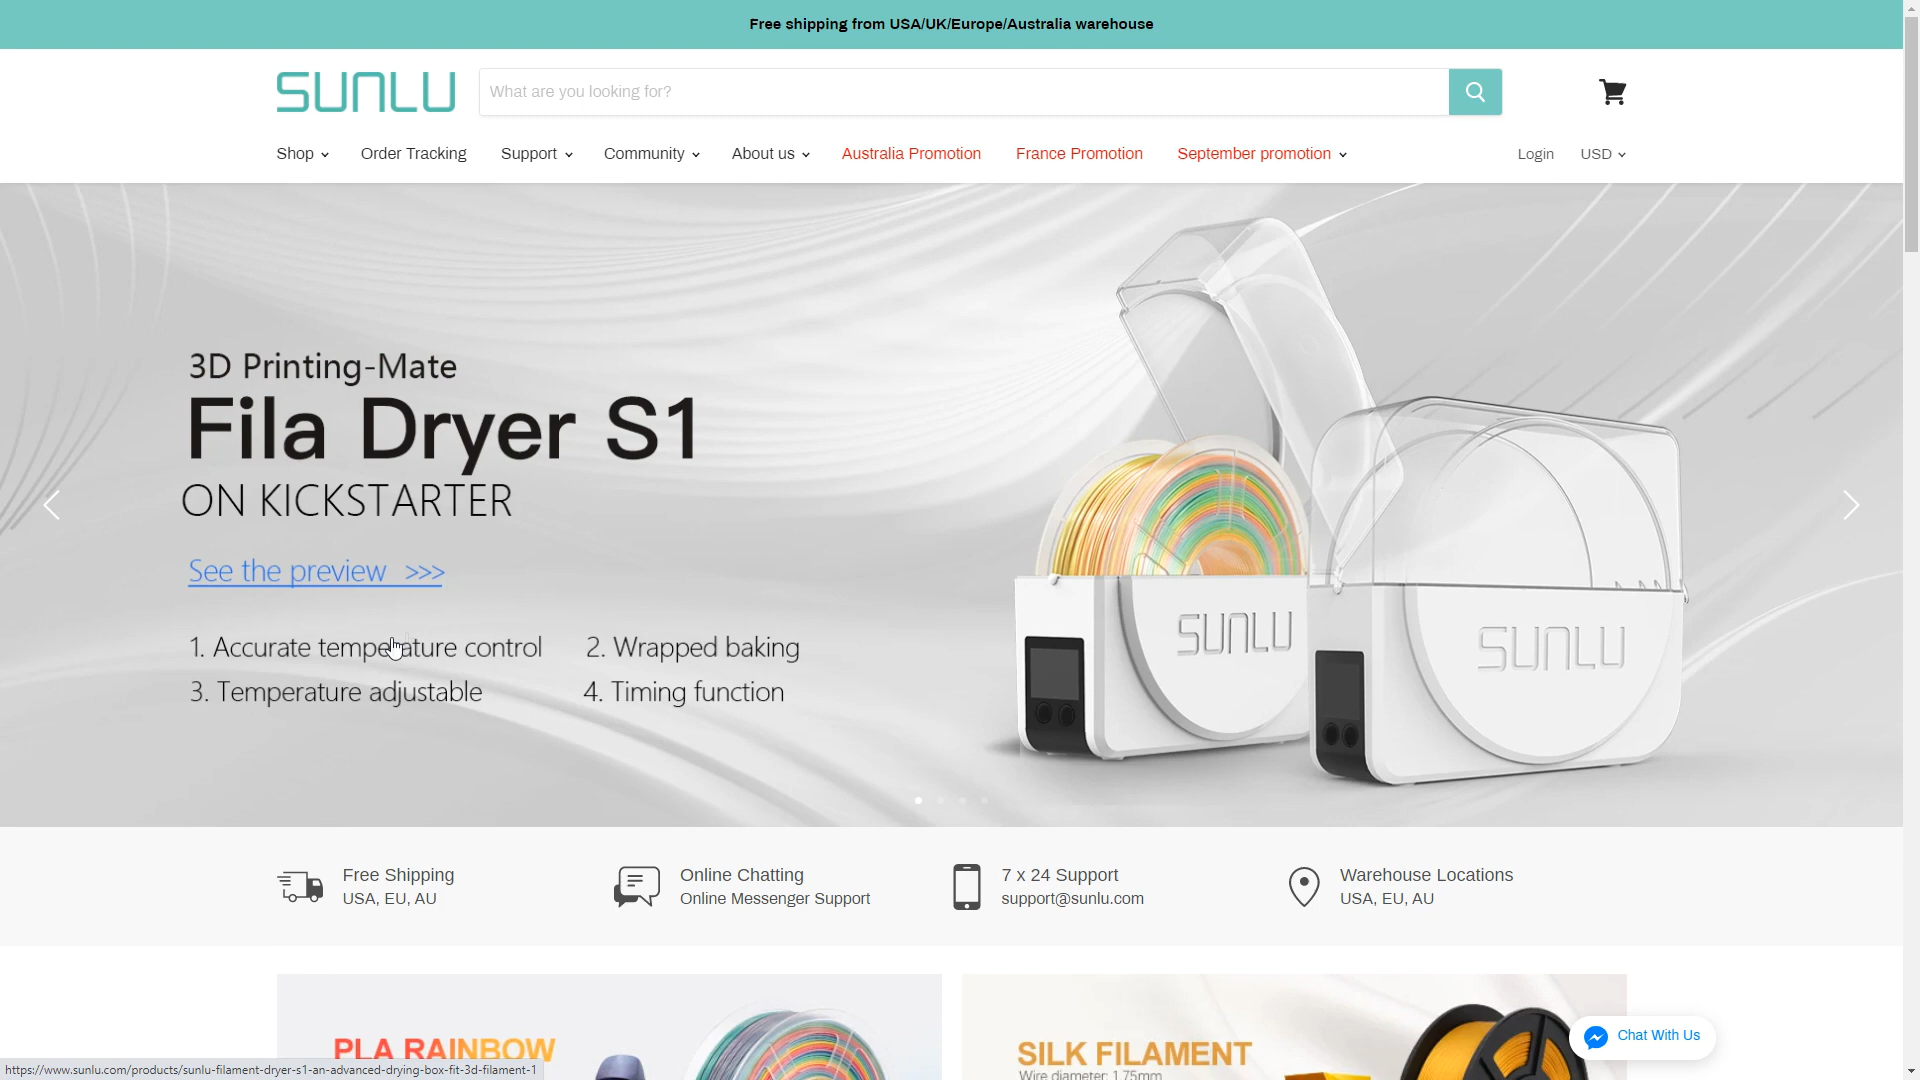 Free shipping from USA/UK/Europe/Australia warehouse
SUNLU
What are you looking for?
Shop
Order Tracking
Support
Community
About us
Australia Promotion
France Promotion
September promotion
Login
USD
3D Printing-Mate
Fila Dryer S1
ON KICKSTARTER
See the preview >>>
1. Accurate temperature control
2. Wrapped baking
3. Temperature adjustable
4. Timing function
SUNLU
SUNLU
Free Shipping
USA, EU, AU
Online Chatting
Online Messenger Support
7 x 24 Support
support@sunlu.com
Warehouse Locations
USA, EU, AU
PLA RAINBOW
SILK FILAMENT
Wire diameter: 1.75mm
Chat With Us
https://www.sunlu.com/products/sunlu-filament-dryer-s1-an-advanced-drying-box-fit-3d-filament-1